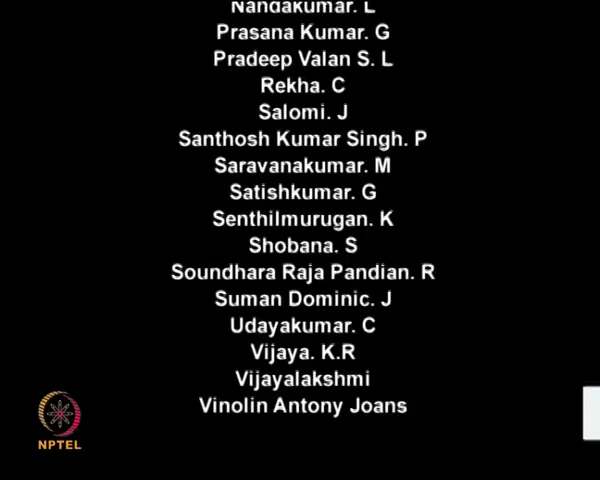 Nandakumar. L
Prasana Kumar. G
Pradeep Valan S. L
Rekha. C
Salomi. J
Santhosh Kumar Singh. P
Saravanakumar. M
Satishkumar. G
Senthilmurugan. K
Shobana. S
Soundhara Raja Pandian. R
Suman Dominic. J
Udayakumar. C
Vijaya. K.R
Vijayalakshmi
Vinolin Antony Joans
NPTEL